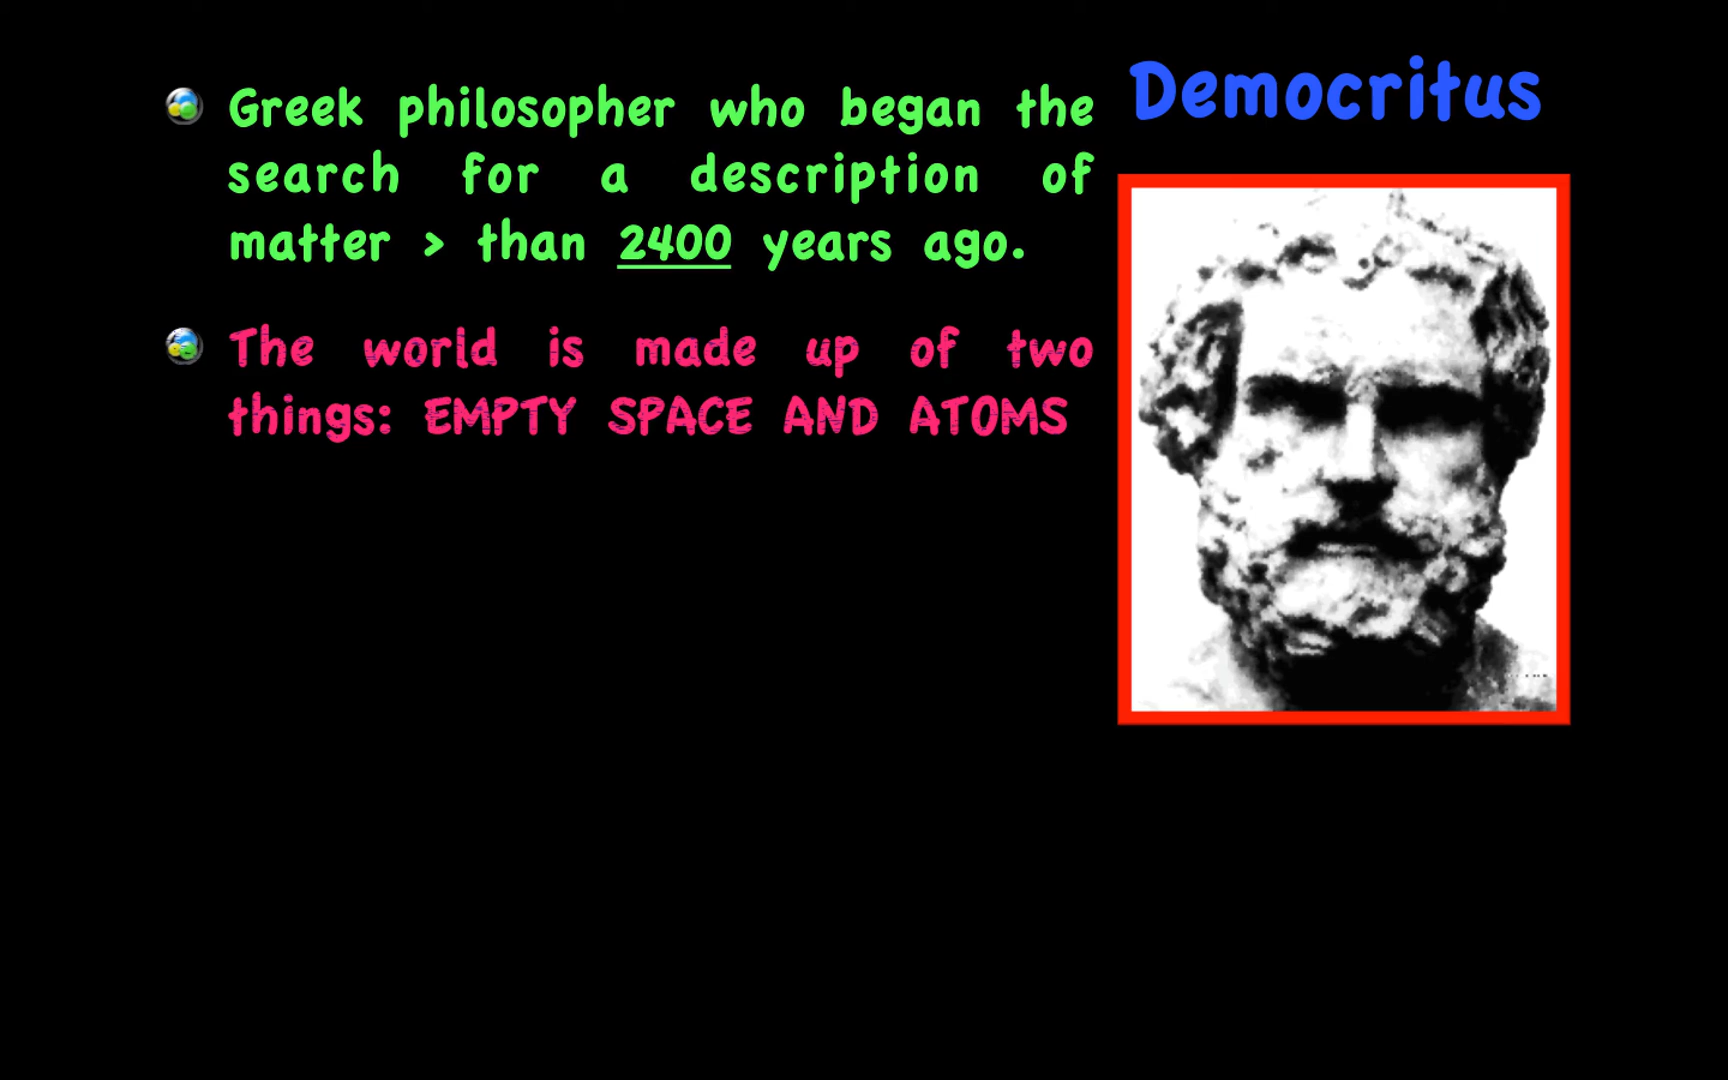 Democritus
Greek philosopher who began the
search for a description of
matter > than 2400 years ago.
The world is made up of two
things: EMPTY SPACE AND ATOMS